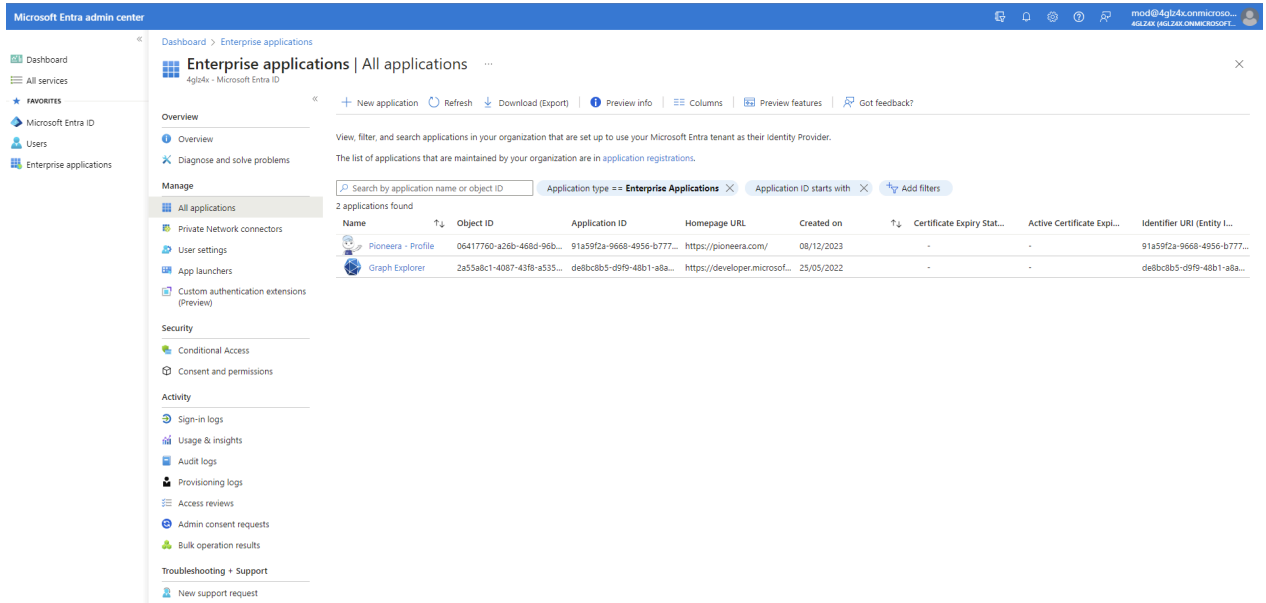 Microsoft Entra admin center
mod@4glz4x.onmicroso...
4GLZ4X (4GLZ4X.ONMICROSOFT...
Dashboard
All services
FAVORITES
Microsoft Entra ID
Users
Enterprise applications
Dashboard > Enterprise applications
Enterprise applications | All applications ...
4glz4x - Microsoft Entra ID
Overview
Overview
Diagnose and solve problems
Manage
All applications
Private Network connectors
User settings
App launchers
Custom authentication extensions
(Preview)
Security
Conditional Access
Consent and permissions
Activity
Sign-in logs
Usage & insights
Audit logs
Provisioning logs
Access reviews
Admin consent requests
Bulk operation results
Troubleshooting + Support
New support request
New application Refresh Download (Export) Preview info Columns Preview features Got feedback?
View, filter, and search applications in your organization that are set up to use your Microsoft Entra tenant as their Identity Provider.
The list of applications that are maintained by your organization are in application registrations.
Search by application name or object ID Application type == Enterprise Applications Application ID starts with Add filters
2 applications found
Name Object ID Application ID Homepage URL Created on Certificate Expiry Stat... Active Certificate Expi... Identifier URI (Entity I...
Pioneera - Profile 06417760-a26b-468d-96b... 91a59f2a-9668-4956-b777... https://pioneera.com/ 08/12/2023 - - 91a59f2a-9668-4956-b777...
Graph Explorer 2a55a8c1-4087-43f8-a535... de8bc8b5-d9f9-48b1-a8a... https://developer.microsof... 25/05/2022 - - de8bc8b5-d9f9-48b1-a8a...